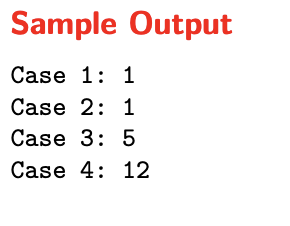 Sample Output
Case 1: 1
Case 2: 1
Case 3: 5
Case 4: 12